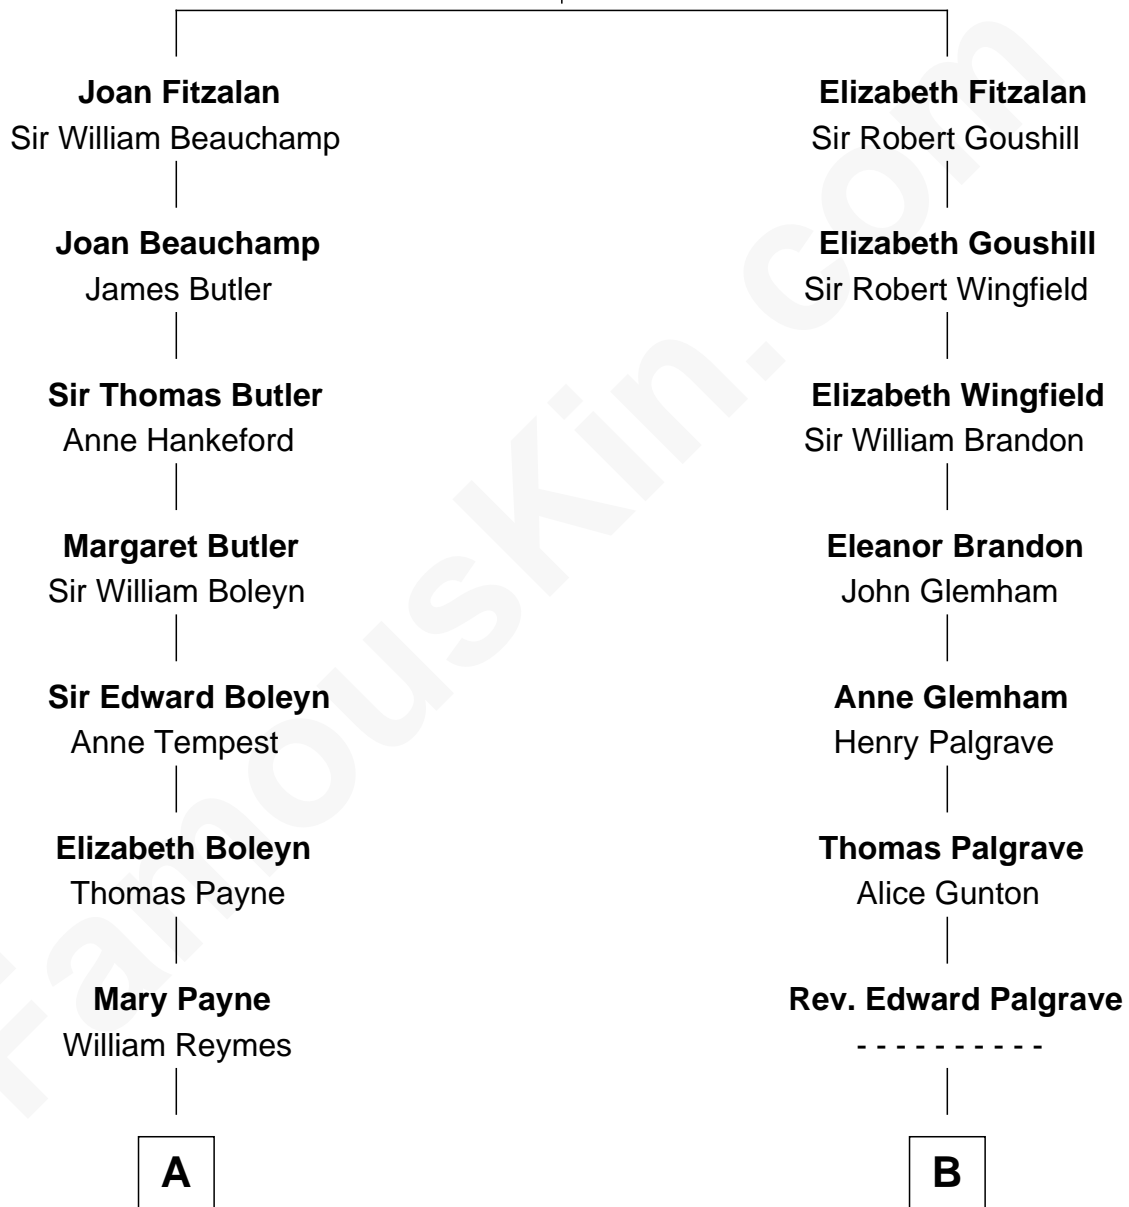 Joan Fitzalan
Sir William Beauchamp
Joan Beauchamp
James Butler
Sir Thomas Butler
Anne Hankeford
Margaret Butler
Sir William Boleyn
Sir Edward Boleyn
Anne Tempest
Elizabeth Boleyn
Thomas Payne
Mary Payne
William Reymes
A
Elizabeth Fitzalan
Sir Robert Goushill
Elizabeth Goushill
Sir Robert Wingfield
Elizabeth Wingfield
Sir William Brandon
Eleanor Brandon
John Glemham
Anne Glemham
Henry Palgrave
Thomas Palgrave
Alice Gunton
Rev. Edward Palgrave
- - - - - - - - - -
B
FamousKin.com